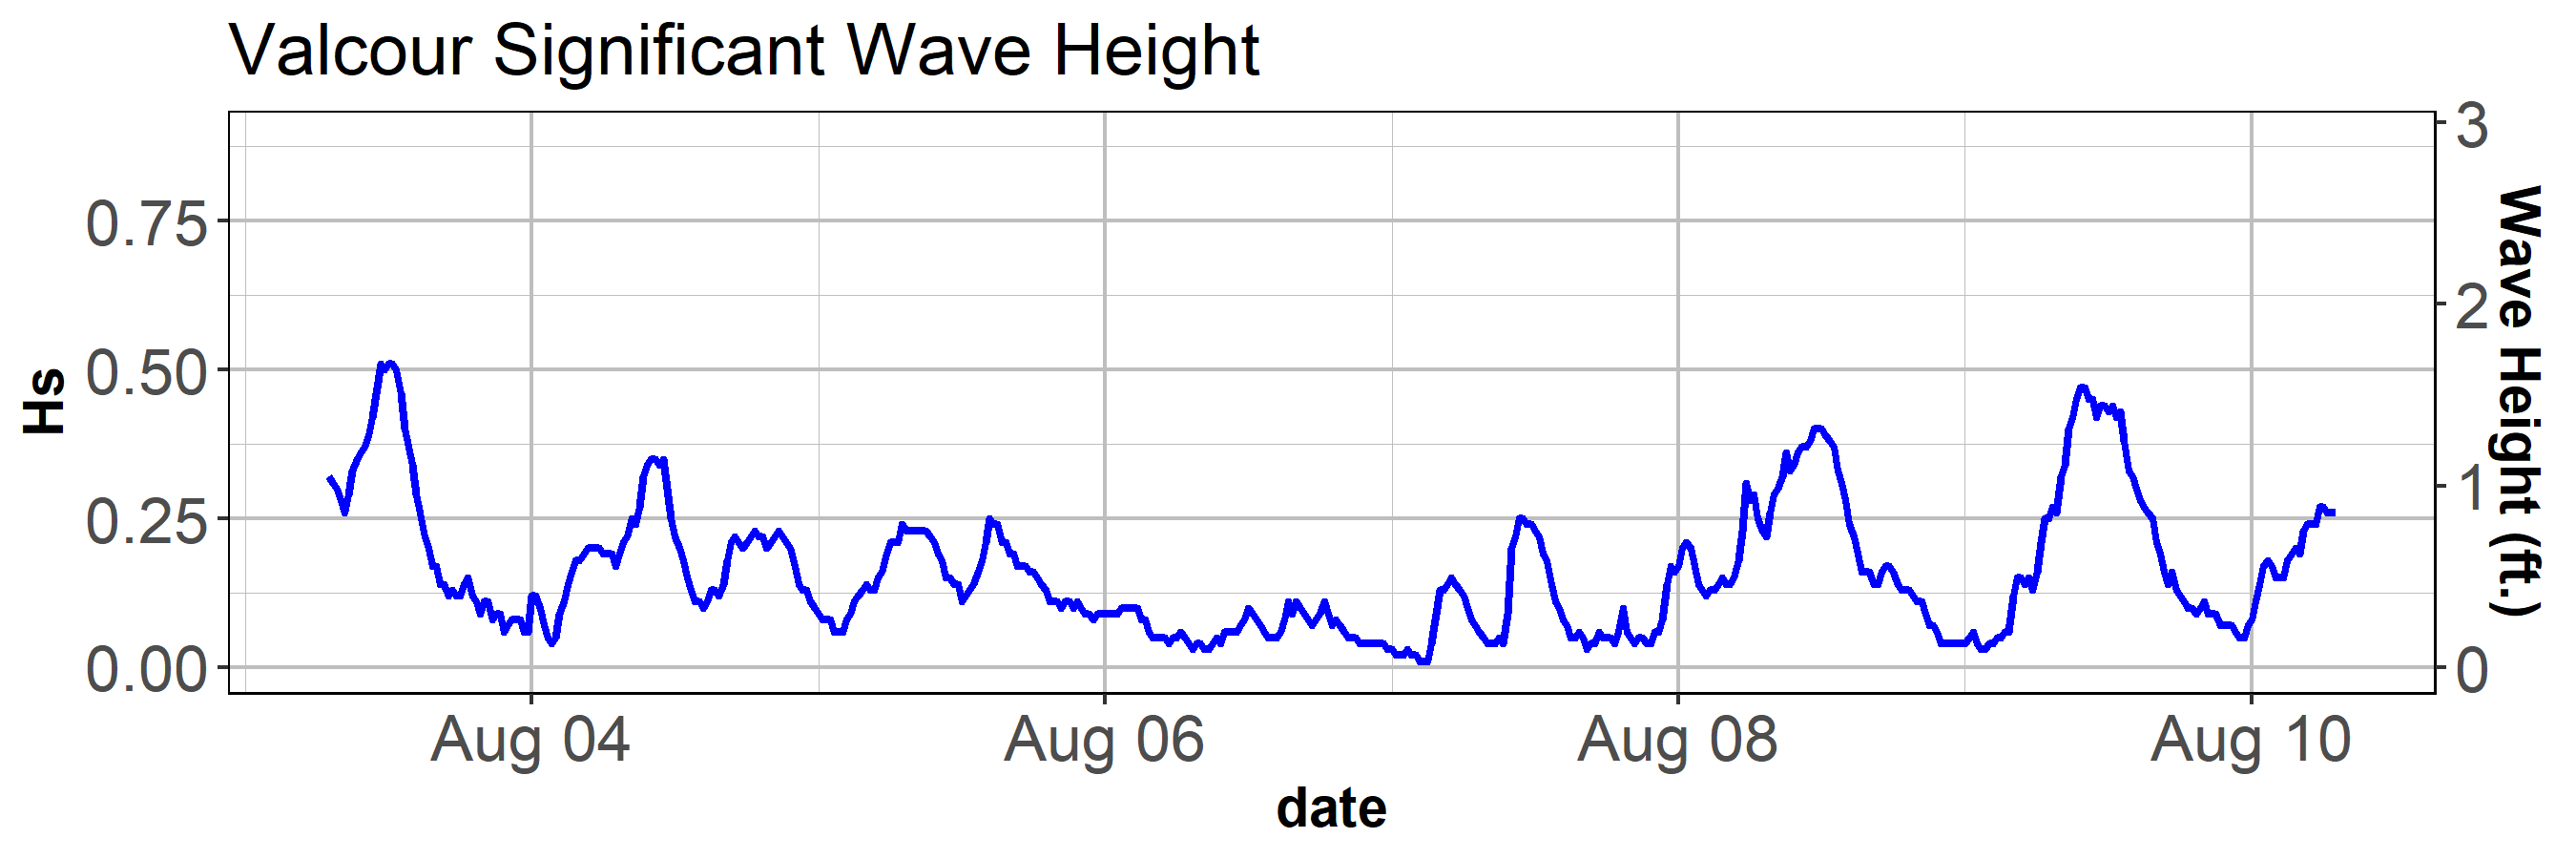 Valcour Significant Wave Height
Hs
0.75
0.50
0.25
0.00
3
2
1
0
Wave Height (ft.)
Aug 04 Aug 06 Aug 08 Aug 10
date